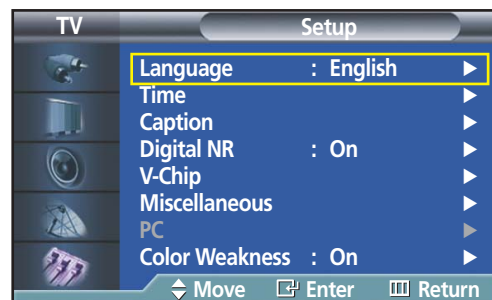 TV Setup
Language : English
Time
Caption
Digital NR : On
V-Chip
Miscellaneous
PC
Color Weakness : On
Move Enter Return